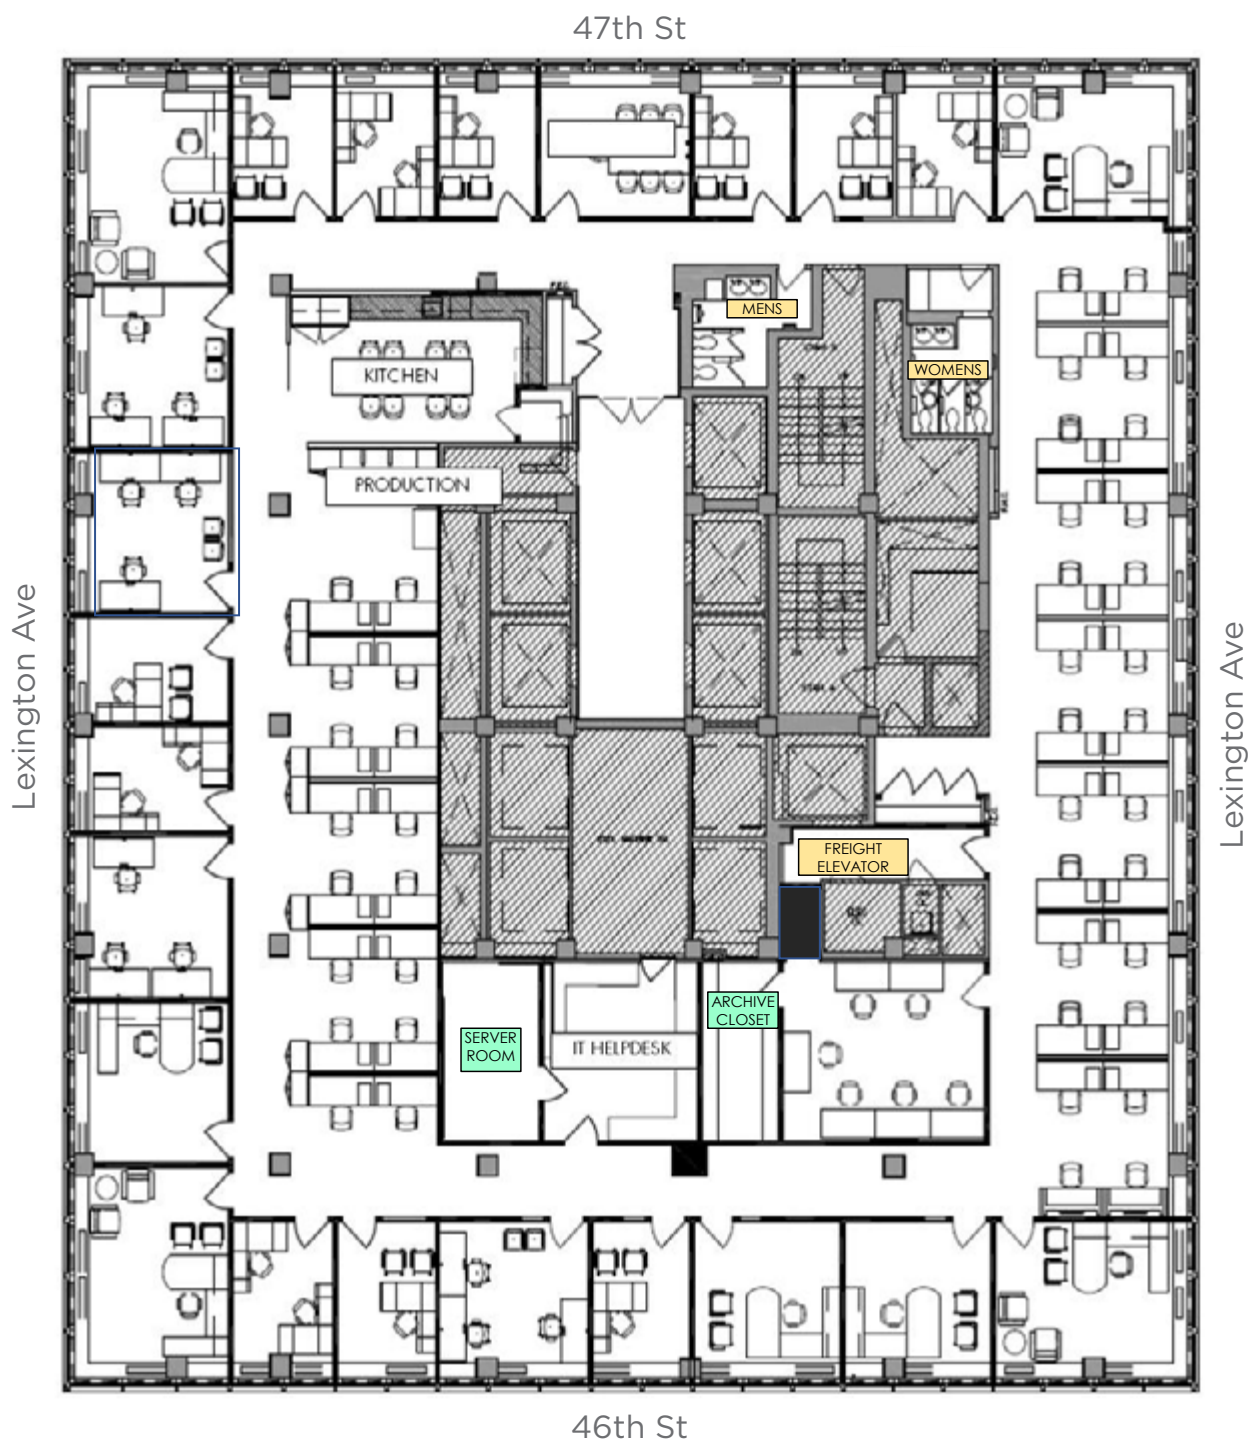 47th St
MENS
WOMENS
KITCHEN
PRODUCTION
Lexington Ave
Lexington Ave
FREIGHT
ELEVATOR
ARCHIVE
CLOSET
SERVER
ROOM
IT HELPDESK
46th St